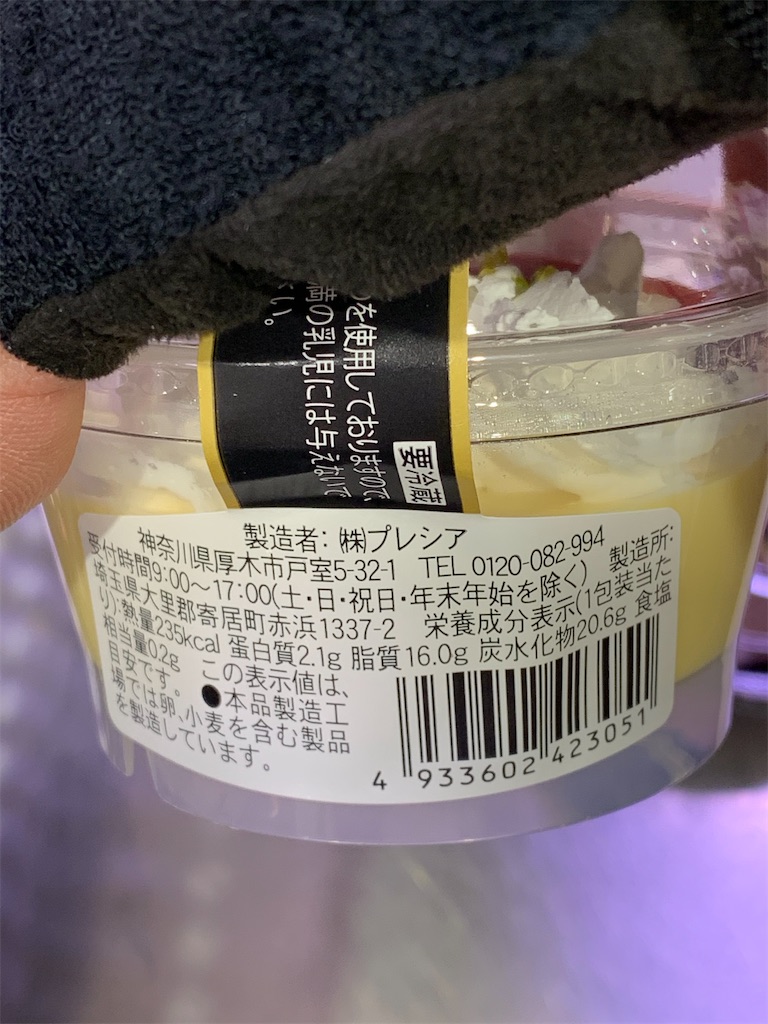 を使用しておりますので、
満の乳児には与えないで
さい。
要冷蔵
製造者：㈱プレシア
神奈川県厚木市戸室5-32-1　TEL 0120-082-994
受付時間9:00～17:00(土・日・祝日・年末年始を除く)　製造所:
埼玉県大里郡寄居町赤浜1337-2　栄養成分表示(1包装当た
り):熱量235kcal 蛋白質2.1g 脂質16.0g 炭水化物20.6g 食塩
相当量0.2g　この表示値は、
目安です。　●本品製造工
場では卵、小麦を含む製品
を製造しています。
4 933602 423051